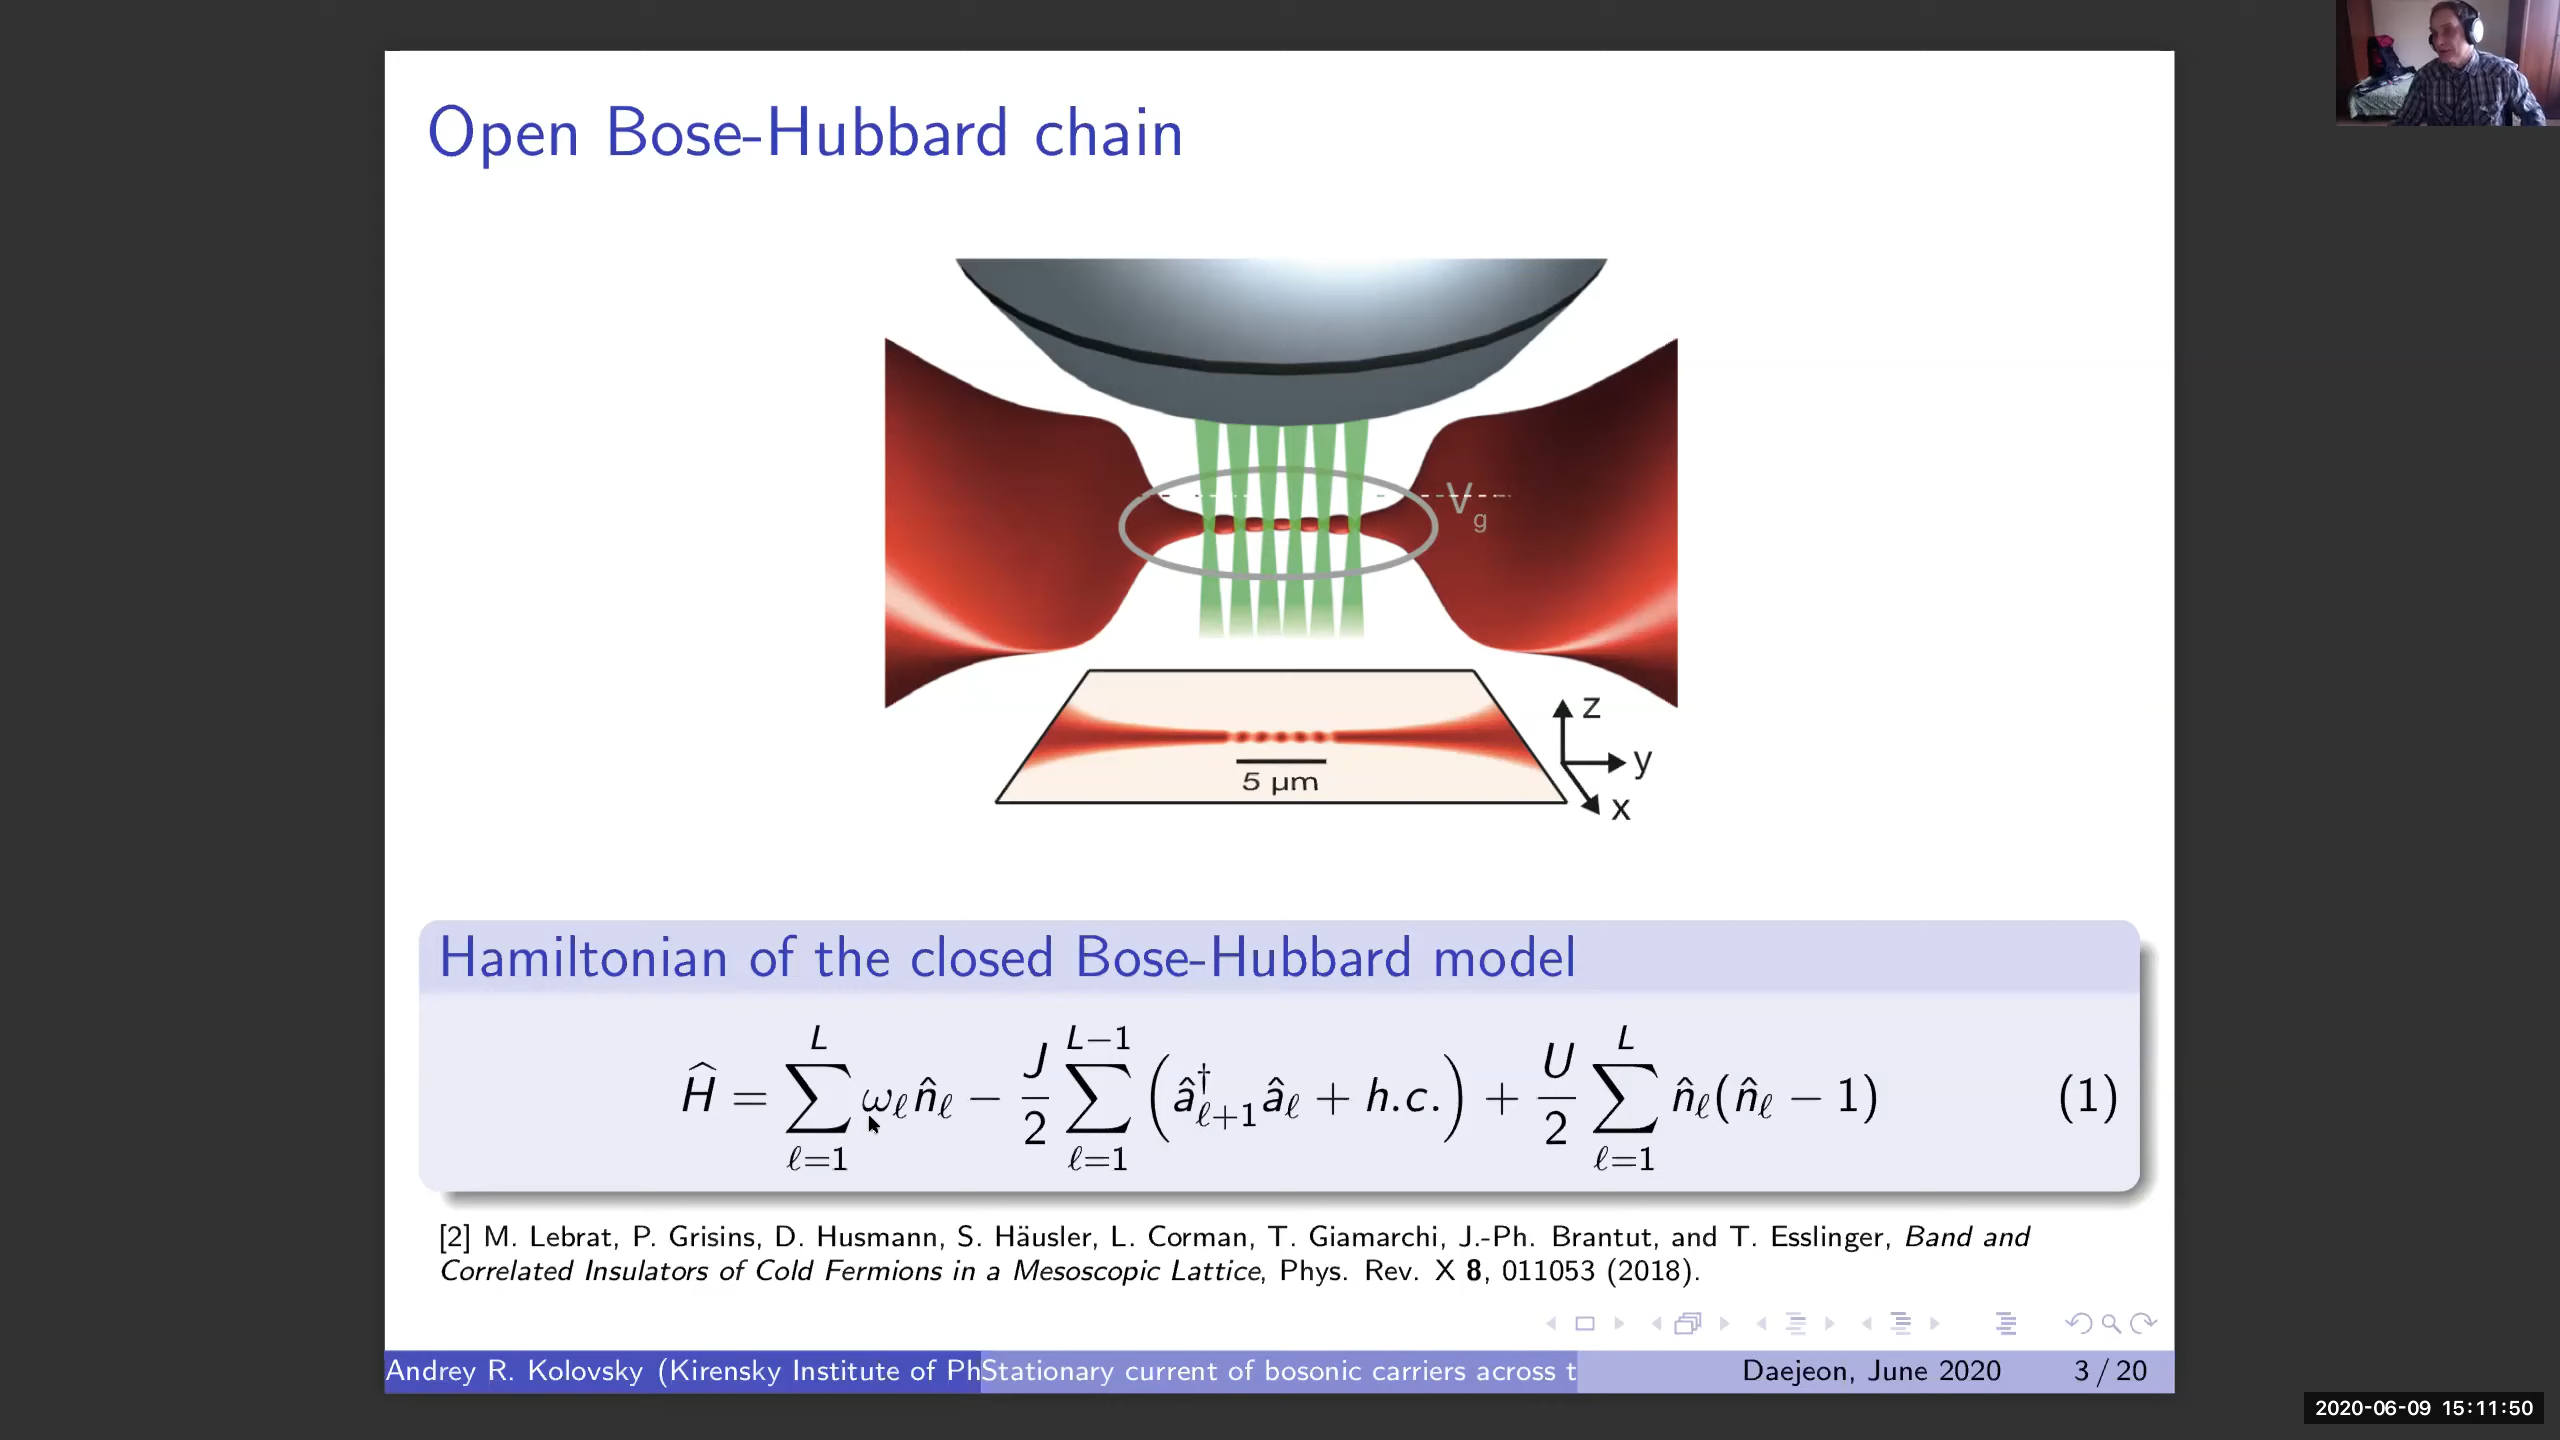 Open Bose-Hubbard chain
V_g
z
y
x
5 μm
Hamiltonian of the closed Bose-Hubbard model
Ĥ = ∑_{ℓ=1}^{L} ω_ℓ n̂_ℓ − J/2 ∑_{ℓ=1}^{L−1} (â†_{ℓ+1} â_ℓ + h.c.) + U/2 ∑_{ℓ=1}^{L} n̂_ℓ(n̂_ℓ − 1) (1)
[2] M. Lebrat, P. Grisins, D. Husmann, S. Häusler, L. Corman, T. Giamarchi, J.-Ph. Brantut, and T. Esslinger, Band and
Correlated Insulators of Cold Fermions in a Mesoscopic Lattice, Phys. Rev. X 8, 011053 (2018).
Andrey R. Kolovsky (Kirensky Institute of Ph Stationary current of bosonic carriers across t Daejeon, June 2020 3 / 20
2020-06-09 15:11:50